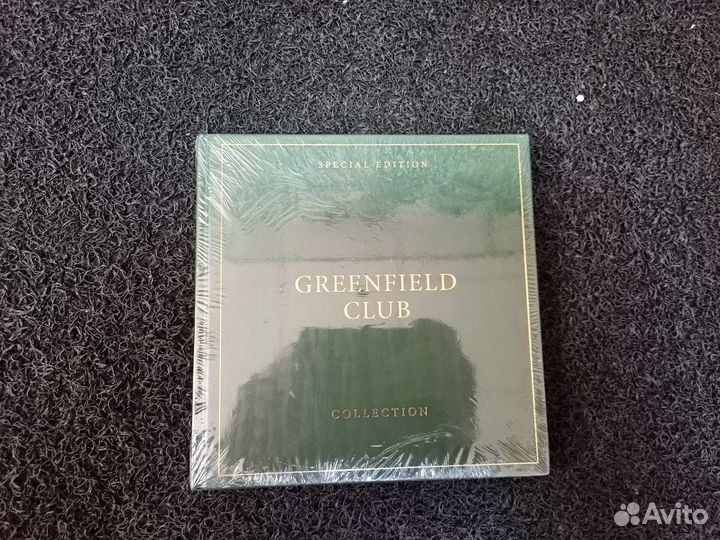 SPECIAL EDITION
GREENFIELD
CLUB
COLLECTION
Avito